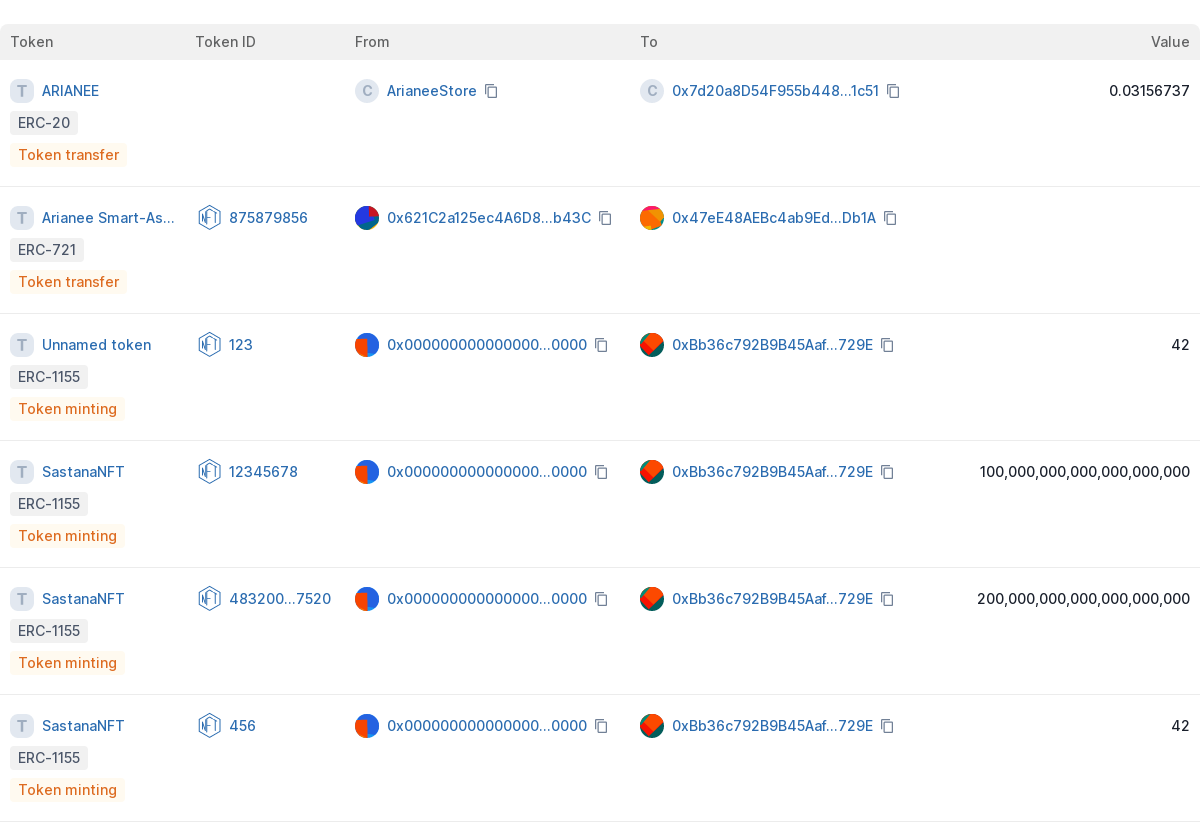 Token Token ID From To Value
T ARIANEE C ArianeeStore C 0x7d20a8D54F955b448...1c51 0.03156737
ERC-20
Token transfer
T Arianee Smart-As... NFT 875879856 0x621C2a125ec4A6D8...b43C 0x47eE48AEBc4ab9Ed...Db1A
ERC-721
Token transfer
T Unnamed token NFT 123 0x000000000000000...0000 0xBb36c792B9B45Aaf...729E 42
ERC-1155
Token minting
T SastanaNFT NFT 12345678 0x000000000000000...0000 0xBb36c792B9B45Aaf...729E 100,000,000,000,000,000,000
ERC-1155
Token minting
T SastanaNFT NFT 483200...7520 0x000000000000000...0000 0xBb36c792B9B45Aaf...729E 200,000,000,000,000,000,000
ERC-1155
Token minting
T SastanaNFT NFT 456 0x000000000000000...0000 0xBb36c792B9B45Aaf...729E 42
ERC-1155
Token minting